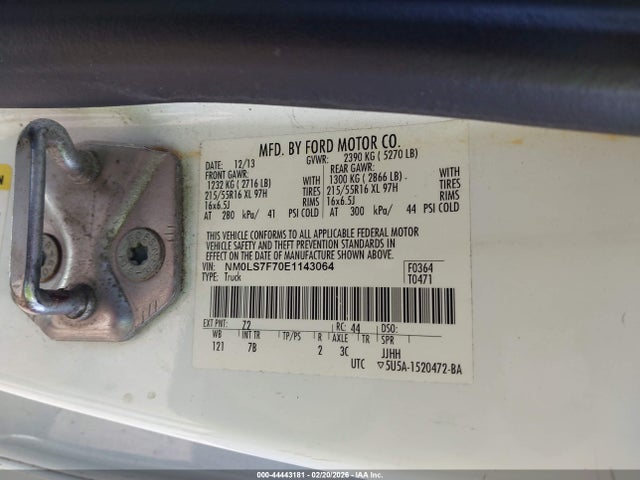 MFD. BY FORD MOTOR CO.
DATE: 12/13 GVWR: 2390 KG ( 5270 LB)
FRONT GAWR: REAR GAWR:
1232 KG ( 2716 LB) WITH 1300 KG ( 2866 LB) WITH
215/55R16 XL 97H TIRES 215/55R16 XL 97H TIRES
16x6.5J RIMS 16x6.5J RIMS
AT 280 kPa/ 41 PSI COLD AT 300 kPa/ 44 PSI COLD
THIS VEHICLE CONFORMS TO ALL APPLICABLE FEDERAL MOTOR
VEHICLE SAFETY AND THEFT PREVENTION STANDARDS IN
EFFECT ON THE DATE OF MANUFACTURE SHOWN ABOVE.
VIN: NM0LS7F70E1143064 F0364
TYPE: Truck T0471
EXT PNT: 72 RC: 44 DSO:
WB INT TR TP/PS R AXLE TR SPR
121 7B 2 3C JJHH
UTC ▽5U5A-1520472-BA
000-44443181 - 02/20/2026 - COPART.CA